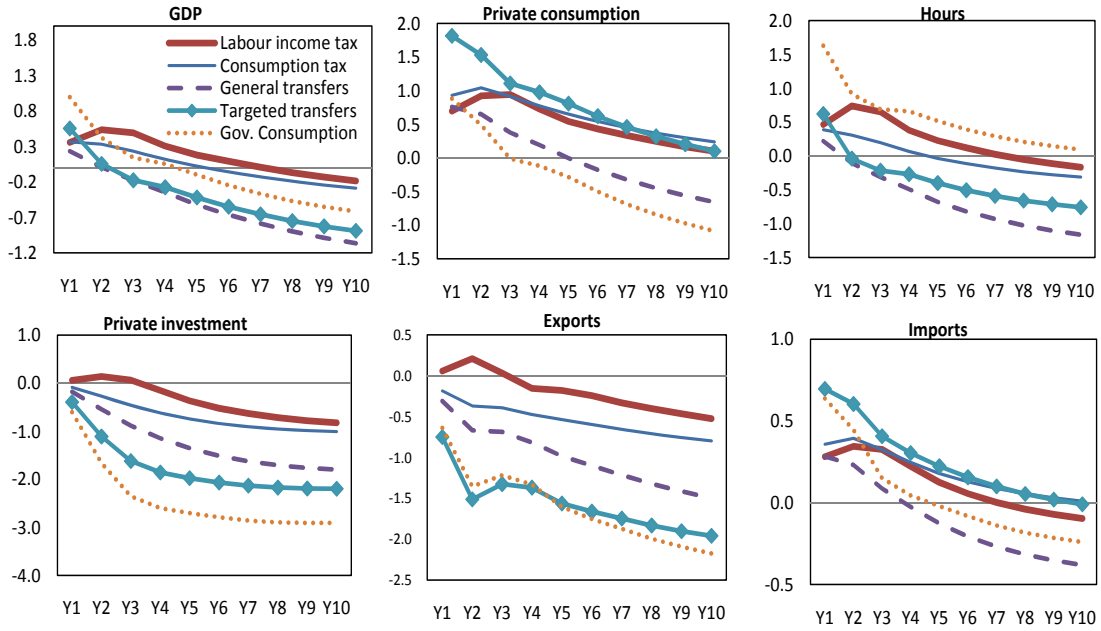 GDP
1.8
1.3
0.8
0.3
-0.2
-0.7
-1.2
Labour income tax
Consumption tax
General transfers
Targeted transfers
Gov. Consumption
Y1 Y2 Y3 Y4 Y5 Y6 Y7 Y8 Y9 Y10
Private consumption
2.0
1.5
1.0
0.5
0.0
-0.5
-1.0
-1.5
Y1 Y2 Y3 Y4 Y5 Y6 Y7 Y8 Y9 Y10
Hours
2.0
1.5
1.0
0.5
0.0
-0.5
-1.0
-1.5
Y1 Y2 Y3 Y4 Y5 Y6 Y7 Y8 Y9 Y10
Private investment
1.0
0.0
-1.0
-2.0
-3.0
-4.0
Y1 Y2 Y3 Y4 Y5 Y6 Y7 Y8 Y9 Y10
Exports
0.5
0.0
-0.5
-1.0
-1.5
-2.0
-2.5
Y1 Y2 Y3 Y4 Y5 Y6 Y7 Y8 Y9 Y10
Imports
1.0
0.5
0.0
-0.5
Y1 Y2 Y3 Y4 Y5 Y6 Y7 Y8 Y9 Y10